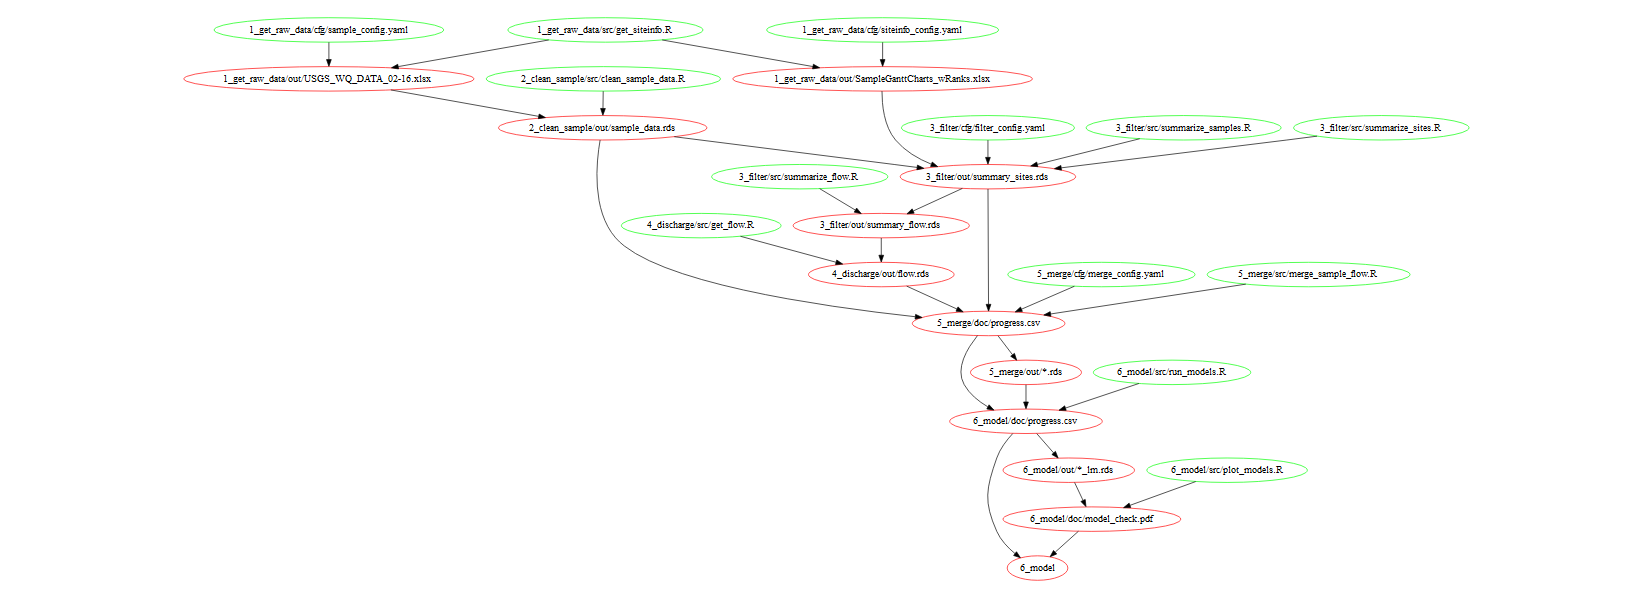 1_get_raw_data/cfg/sample_config.yaml
1_get_raw_data/src/get_siteinfo.R
1_get_raw_data/cfg/siteinfo_config.yaml
1_get_raw_data/out/USGS_WQ_DATA_02-16.xlsx
2_clean_sample/src/clean_sample_data.R
1_get_raw_data/out/SampleGanttCharts_wRanks.xlsx
2_clean_sample/out/sample_data.rds
3_filter/cfg/filter_config.yaml
3_filter/src/summarize_samples.R
3_filter/src/summarize_sites.R
3_filter/src/summarize_flow.R
3_filter/out/summary_sites.rds
4_discharge/src/get_flow.R
3_filter/out/summary_flow.rds
4_discharge/out/flow.rds
5_merge/cfg/merge_config.yaml
5_merge/src/merge_sample_flow.R
5_merge/doc/progress.csv
5_merge/out/*.rds
6_model/src/run_models.R
6_model/doc/progress.csv
6_model/out/*_lm.rds
6_model/src/plot_models.R
6_model/doc/model_check.pdf
6_model